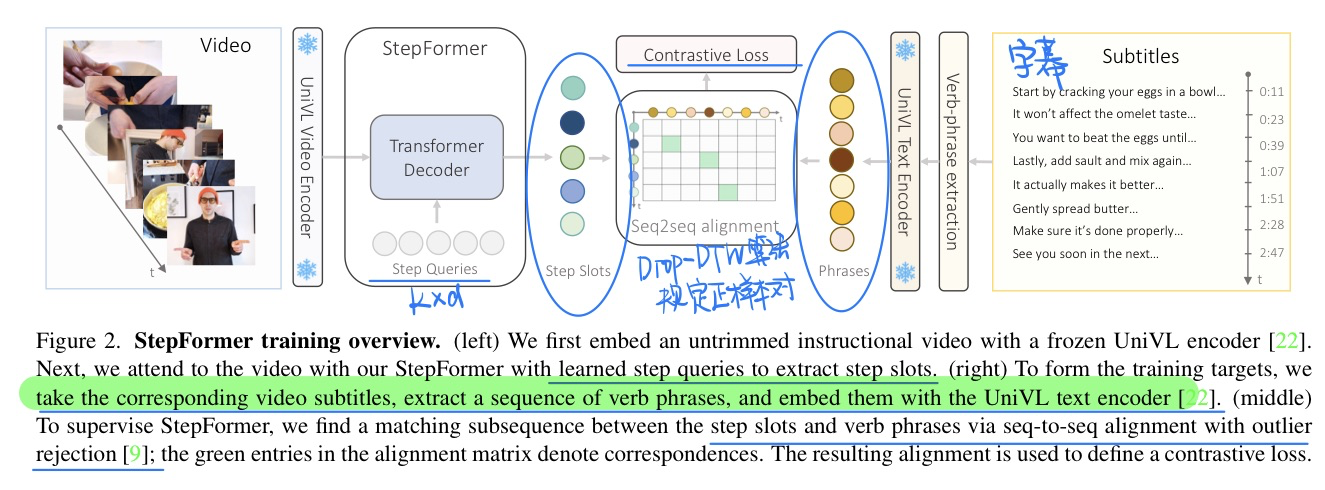 Video
t
UniVL Video Encoder
StepFormer
Transformer
Decoder
Step Queries
k×d
Step Slots
Contrastive Loss
t
t
Seq2seq alignment
Drop-DTW算法
规定正样本对
Phrases
UniVL Text Encoder
Verb-phrase extraction
字幕
Subtitles
Start by cracking your eggs in a bowl…
It won’t affect the omelet taste…
You want to beat the eggs until…
Lastly, add sault and mix again…
It actually makes it better…
Gently spread butter…
Make sure it’s done properly…
See you soon in the next…
0:11
0:23
0:39
1:07
1:51
2:28
2:47
t
Figure 2. StepFormer training overview. (left) We first embed an untrimmed instructional video with a frozen UniVL encoder [22].
Next, we attend to the video with our StepFormer with learned step queries to extract step slots. (right) To form the training targets, we
take the corresponding video subtitles, extract a sequence of verb phrases, and embed them with the UniVL text encoder [22]. (middle)
To supervise StepFormer, we find a matching subsequence between the step slots and verb phrases via seq-to-seq alignment with outlier
rejection [9]; the green entries in the alignment matrix denote correspondences. The resulting alignment is used to define a contrastive loss.